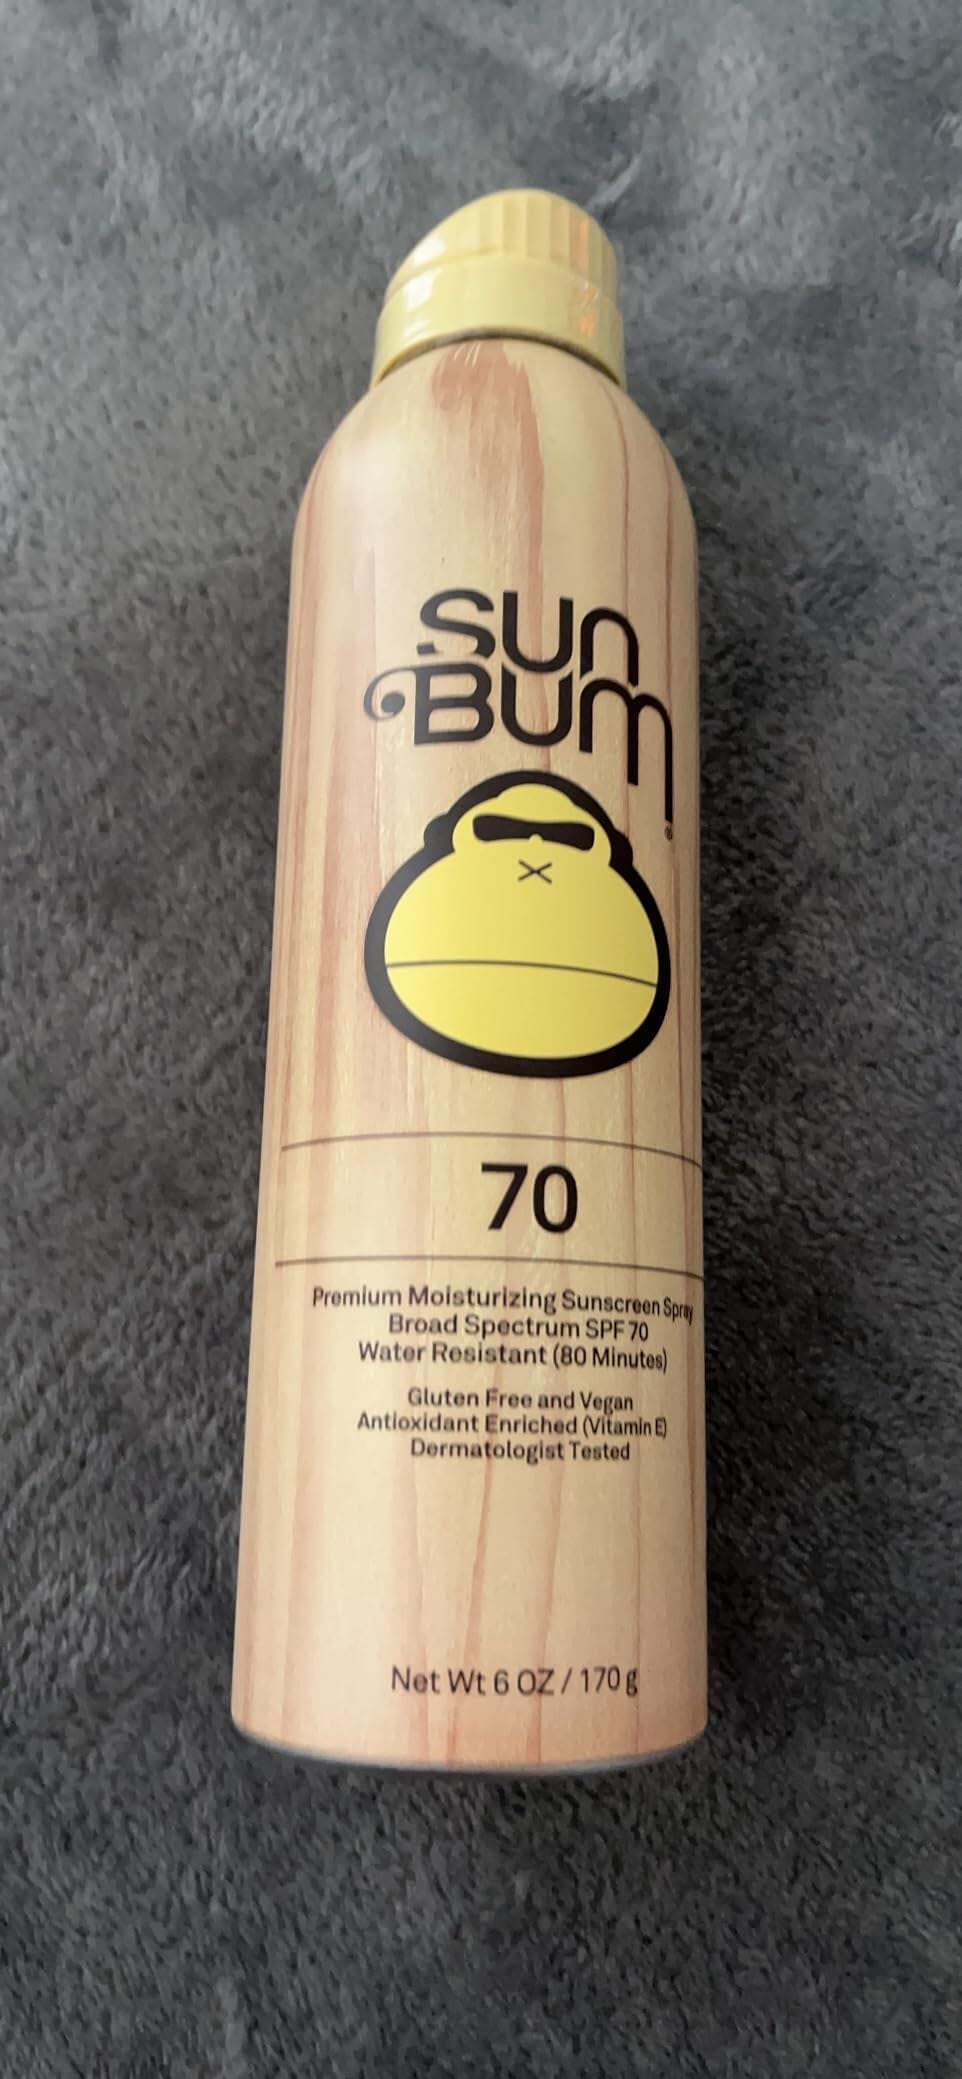 SUN
BUM®
70
Premium Moisturizing Sunscreen Spray
Broad Spectrum SPF 70
Water Resistant (80 Minutes)
Gluten Free and Vegan
Antioxidant Enriched (Vitamin E)
Dermatologist Tested
Net Wt 6 OZ / 170 g